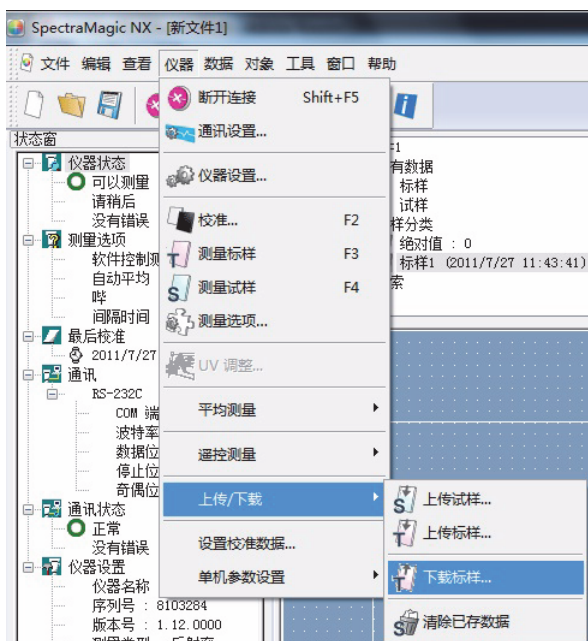 SpectraMagic NX - [新文件1]
文件 编辑 查看 仪器 数据 对象 工具 窗口 帮助
状态窗
仪器状态
可以测量
请稍后
没有错误
测量选项
软件控制测
自动平均
哔
间隔时间
最后校准
2011/7/27
通讯
RS-232C
COM 端
波特率
数据位
停止位
奇偶位
通讯状态
正常
没有错误
仪器设置
仪器名称
序列号 : 8103284
版本号 : 1.12.0000
断开连接 Shift+F5
通讯设置...
仪器设置...
校准... F2
测量标样 F3
测量试样 F4
测量选项...
UV 调整...
平均测量
遥控测量
上传/下载
设置校准数据...
单机参数设置
上传试样...
上传标样...
下载标样...
清除已存数据
有数据
标样
试样
样分类
绝对值 : 0
标样1 (2011/7/27 11:43:41)
索